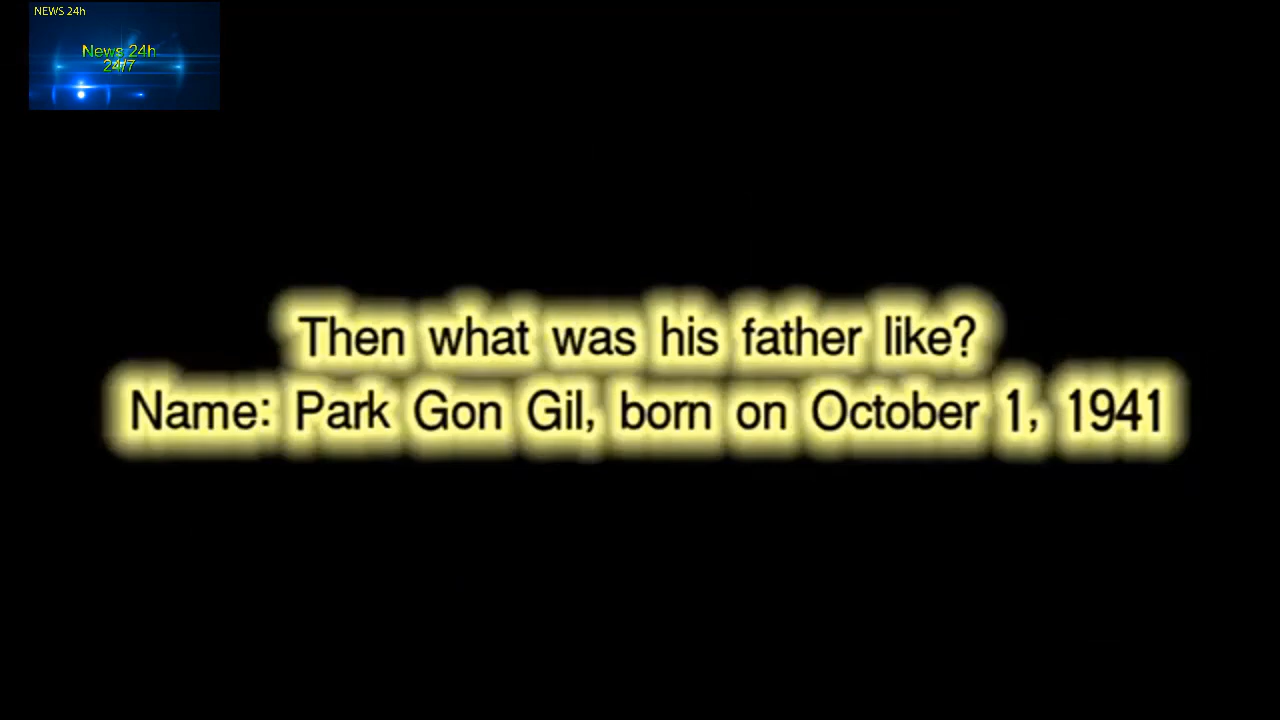 NEWS 24h
News 24h
24/7
Then what was his father like?
Name: Park Gon Gil, born on October 1, 1941